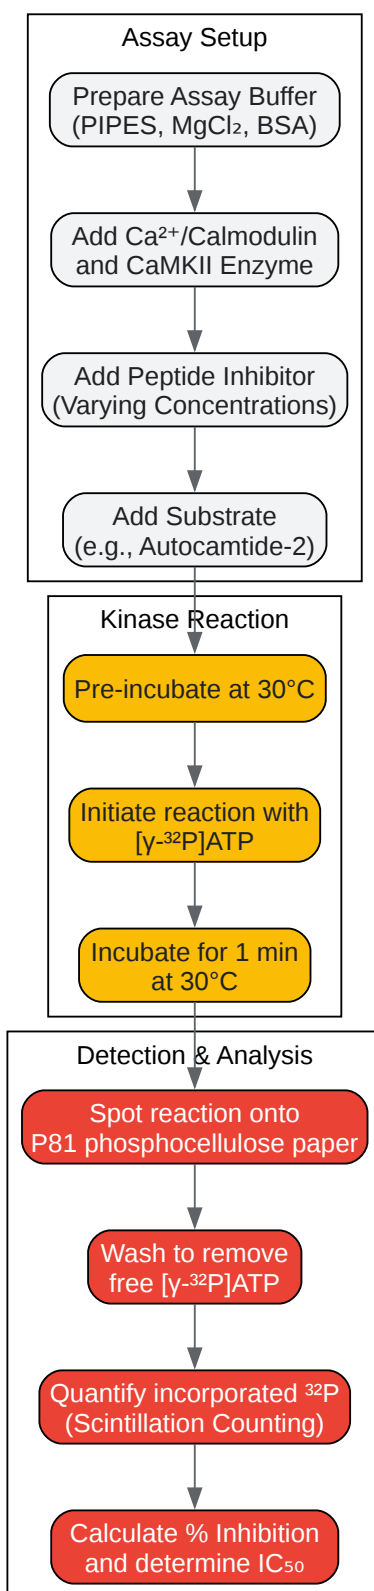 Assay Setup
Prepare Assay Buffer
(PIPES, MgCl₂, BSA)
Add Ca²⁺/Calmodulin
and CaMKII Enzyme
Add Peptide Inhibitor
(Varying Concentrations)
Add Substrate
(e.g., Autocamtide-2)
Kinase Reaction
Pre-incubate at 30°C
Initiate reaction with
[γ-³²P]ATP
Incubate for 1 min
at 30°C
Detection & Analysis
Spot reaction onto
P81 phosphocellulose paper
Wash to remove
free [γ-³²P]ATP
Quantify incorporated ³²P
(Scintillation Counting)
Calculate % Inhibition
and determine IC₅₀